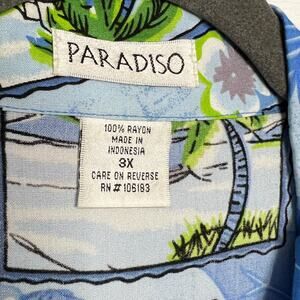 PARADISO
100% RAYON
MADE IN
INDONESIA
3X
CARE ON REVERSE
RN # 106183